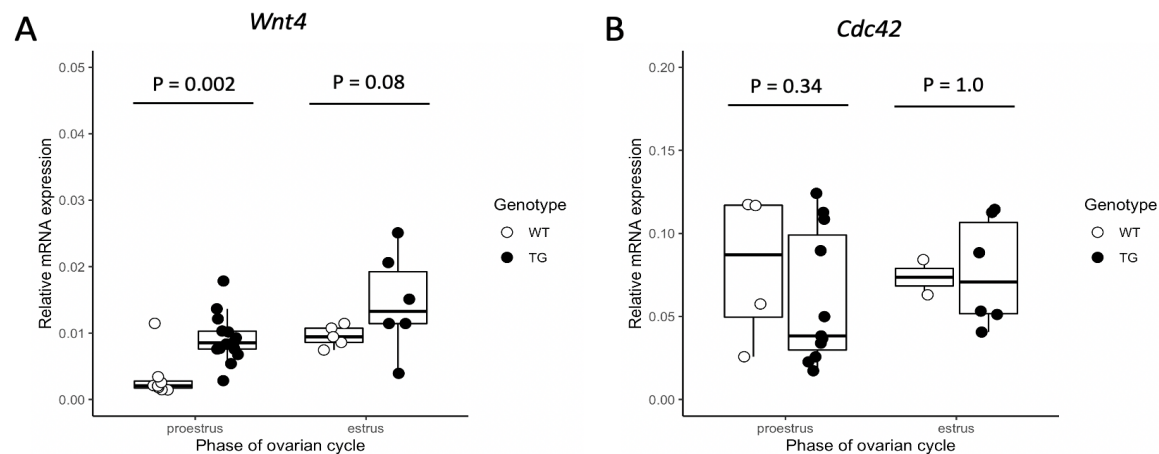 A
Wnt4
Relative mRNA expression
0.05
0.04
0.03
0.02
0.01
0.00
P = 0.002
P = 0.08
proestrus
estrus
Phase of ovarian cycle
Genotype
WT
TG
B
Cdc42
Relative mRNA expression
0.20
0.15
0.10
0.05
0.00
P = 0.34
P = 1.0
proestrus
estrus
Phase of ovarian cycle
Genotype
WT
TG